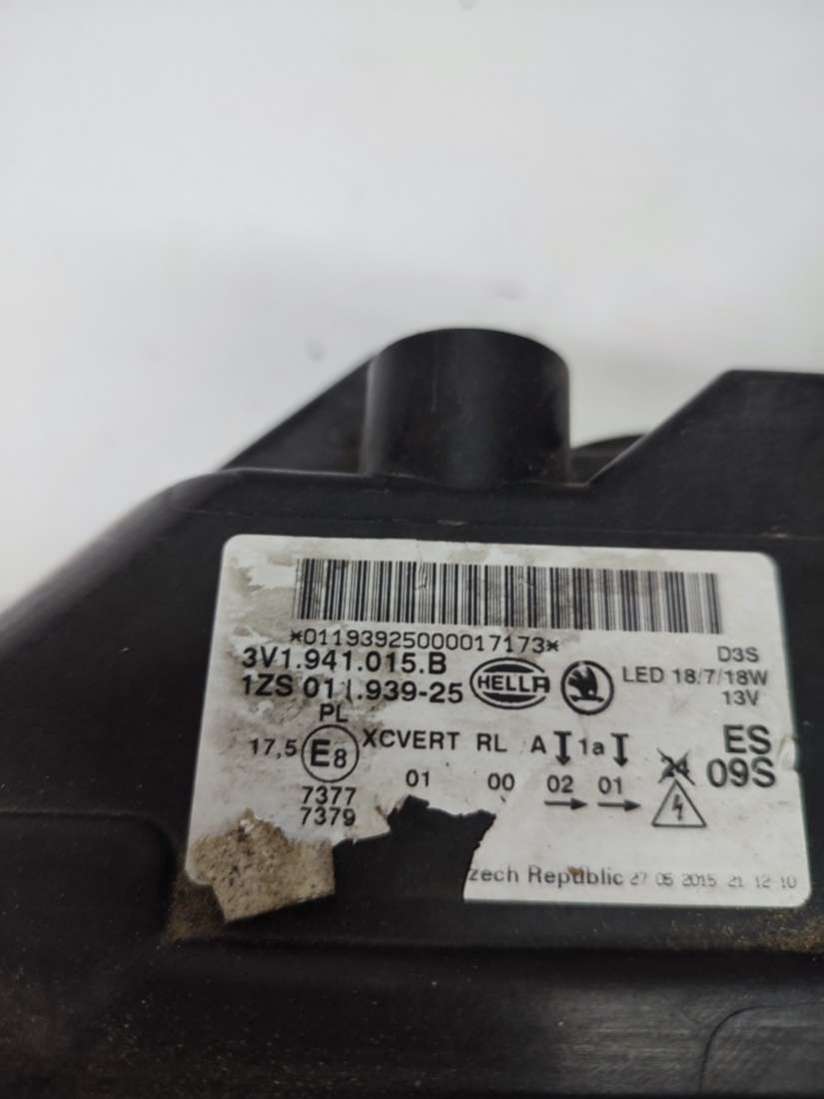 *01193925000017173*
3V1.941.015.B
1ZS 011.939-25
HELLA
D3S
LED 18/7/18W
13V
PL
17,5 E8 XCVERT RL A 1a
ES
01 00 02 01 24 09S
7377
7379
zech Republic 27 05 2015 21 12 10